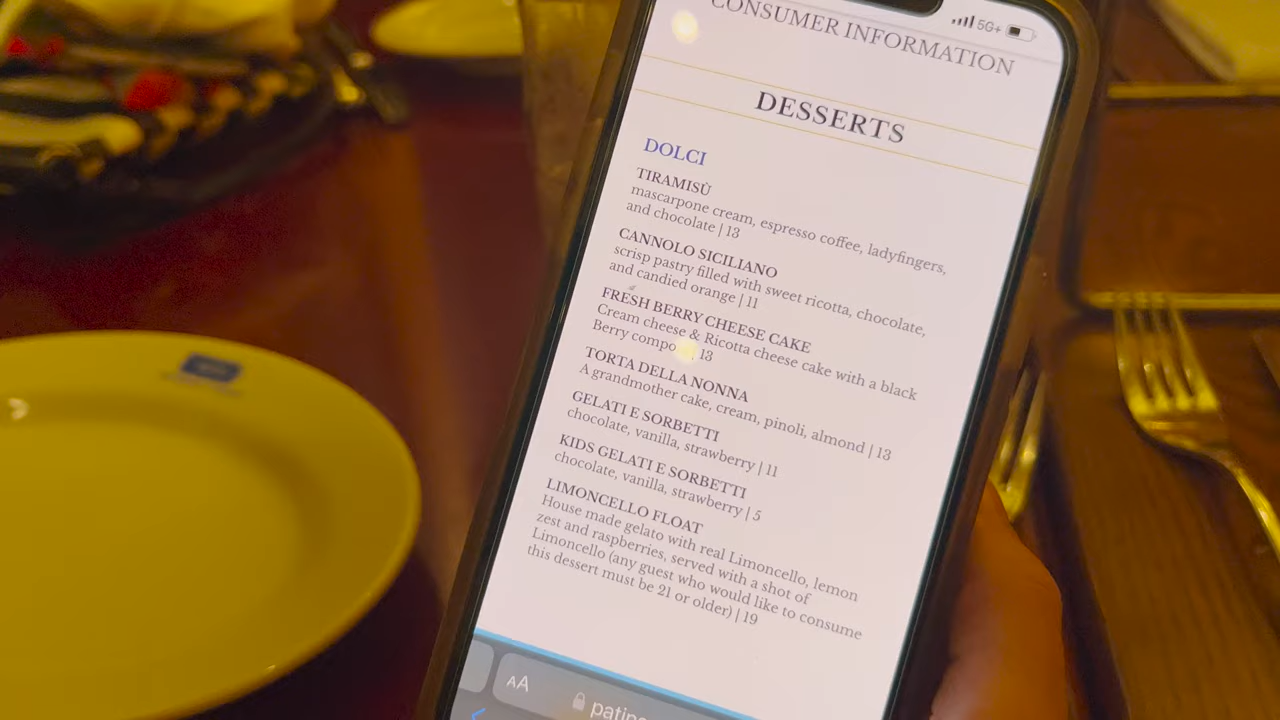 5G+
CONSUMER INFORMATION
DESSERTS
DOLCI
TIRAMISÙ
mascarpone cream, espresso coffee, ladyfingers,
and chocolate | 13
CANNOLO SICILIANO
scrisp pastry filled with sweet ricotta, chocolate,
and candied orange | 11
FRESH BERRY CHEESE CAKE
Cream cheese & Ricotta cheese cake with a black
Berry | 13
TORTA DELLA NONNA
A grandmother cake, cream, pinoli, almond | 13
GELATI E SORBETTI
chocolate, vanilla, strawberry | 11
KIDS GELATI E SORBETTI
chocolate, vanilla, strawberry | 5
LIMONCELLO FLOAT
House made gelato with real Limoncello, lemon
zest and raspberries, served with a shot of
Limoncello (any guest who would like to consume
this dessert must be 21 or older) | 19
AA